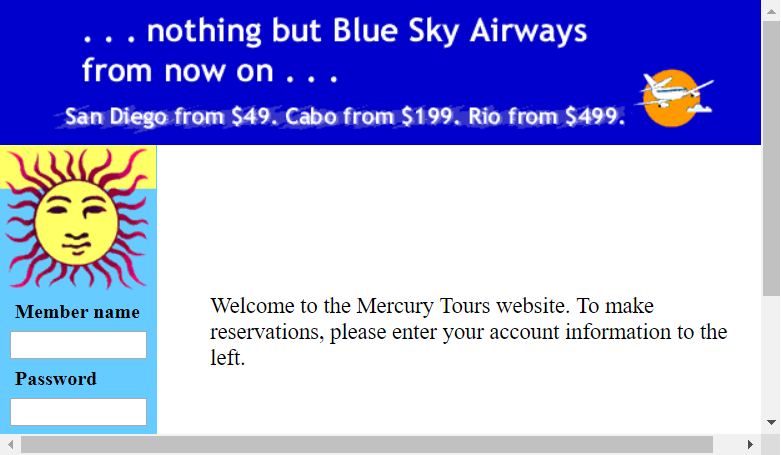 . . . nothing but Blue Sky Airways
from now on . . .
San Diego from $49. Cabo from $199. Rio from $499.
Member name
Password
Welcome to the Mercury Tours website. To make
reservations, please enter your account information to the
left.